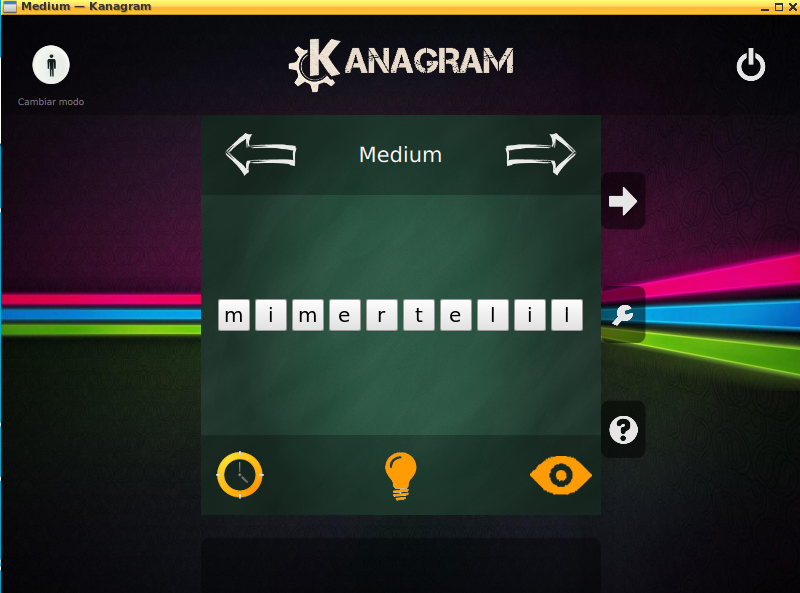 Medium — Kanagram
KANAGRAM
Cambiar modo
Medium
m i m e r t e l i l